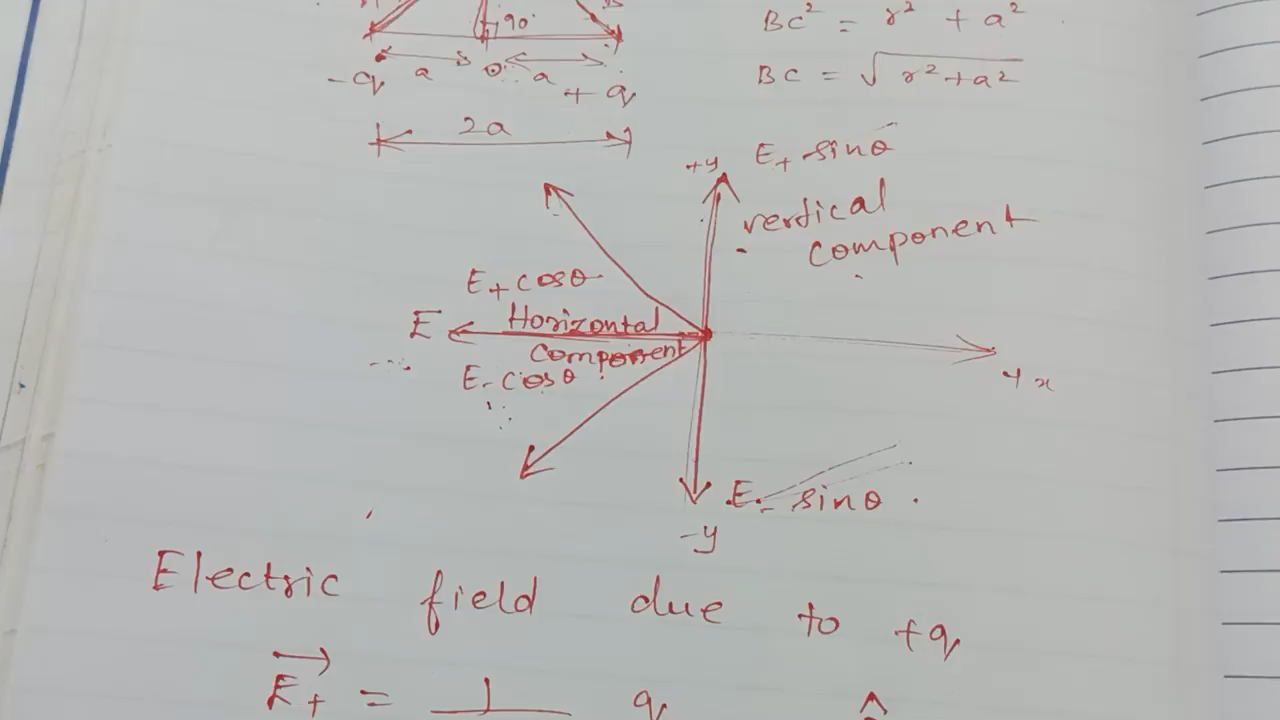 90°
BC² = r² + a²
BC = √r²+a²
-q a O a +q
2a
+y E+ sinθ
vertical
component
E+ cosθ
E Horizontal
component
E- cosθ
+x
E- sinθ
-y
Electric field due to +q
E+ = 1 q